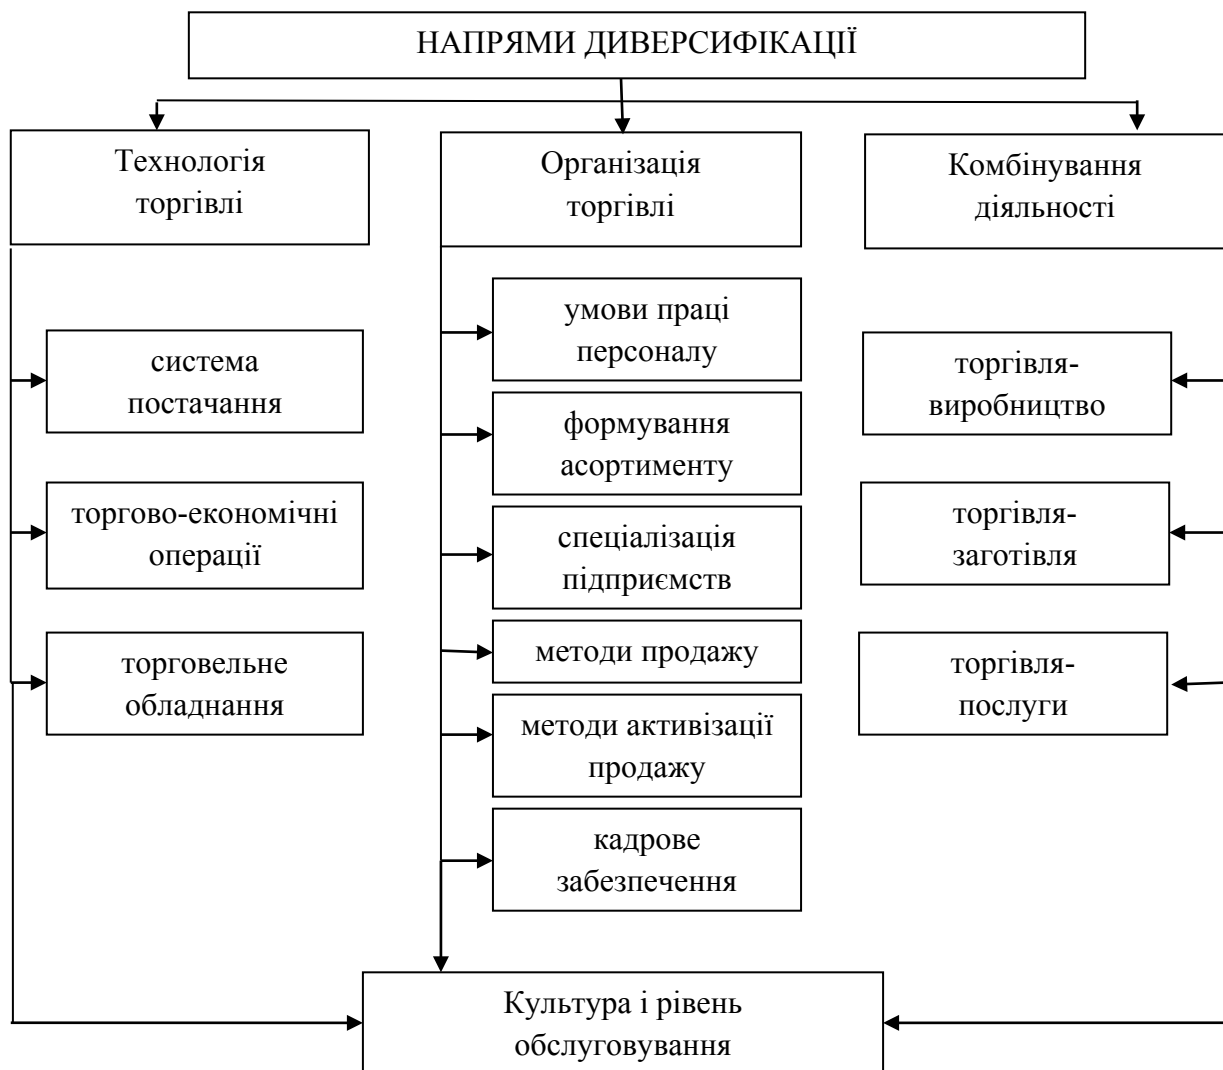 НАПРЯМИ ДИВЕРСИФІКАЦІЇ
Технологія
торгівлі
Організація
торгівлі
Комбінування
діяльності
система
постачання
торгово-економічні
операції
торговельне
обладнання
умови праці
персоналу
формування
асортименту
спеціалізація
підприємств
методи продажу
методи активізації
продажу
кадрове
забезпечення
торгівля-
виробництво
торгівля-
заготівля
торгівля-
послуги
Культура і рівень
обслуговування